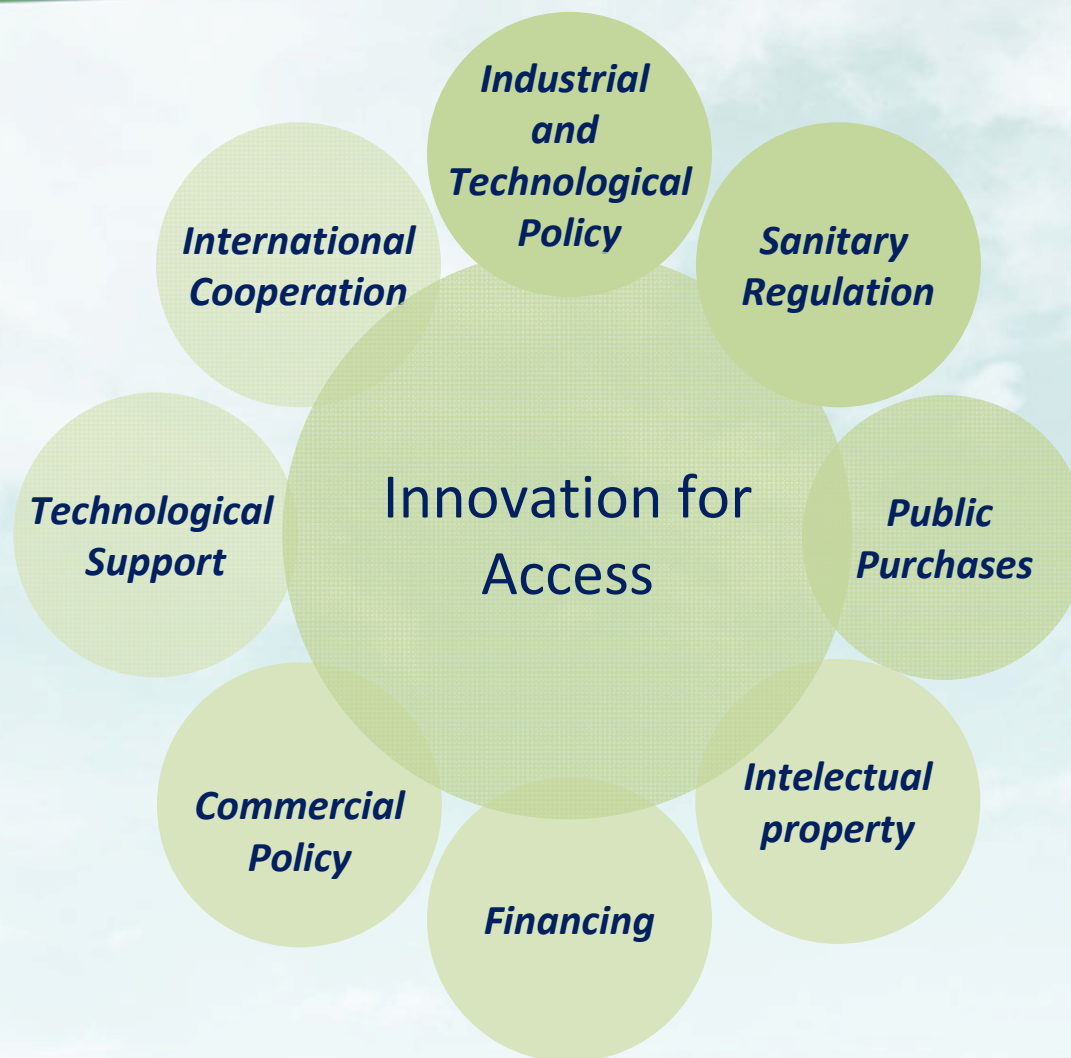 Industrial
and
Technological
Policy
International
Cooperation
Sanitary
Regulation
Innovation for
Access
Technological
Support
Public
Purchases
Commercial
Policy
Intelectual
property
Financing